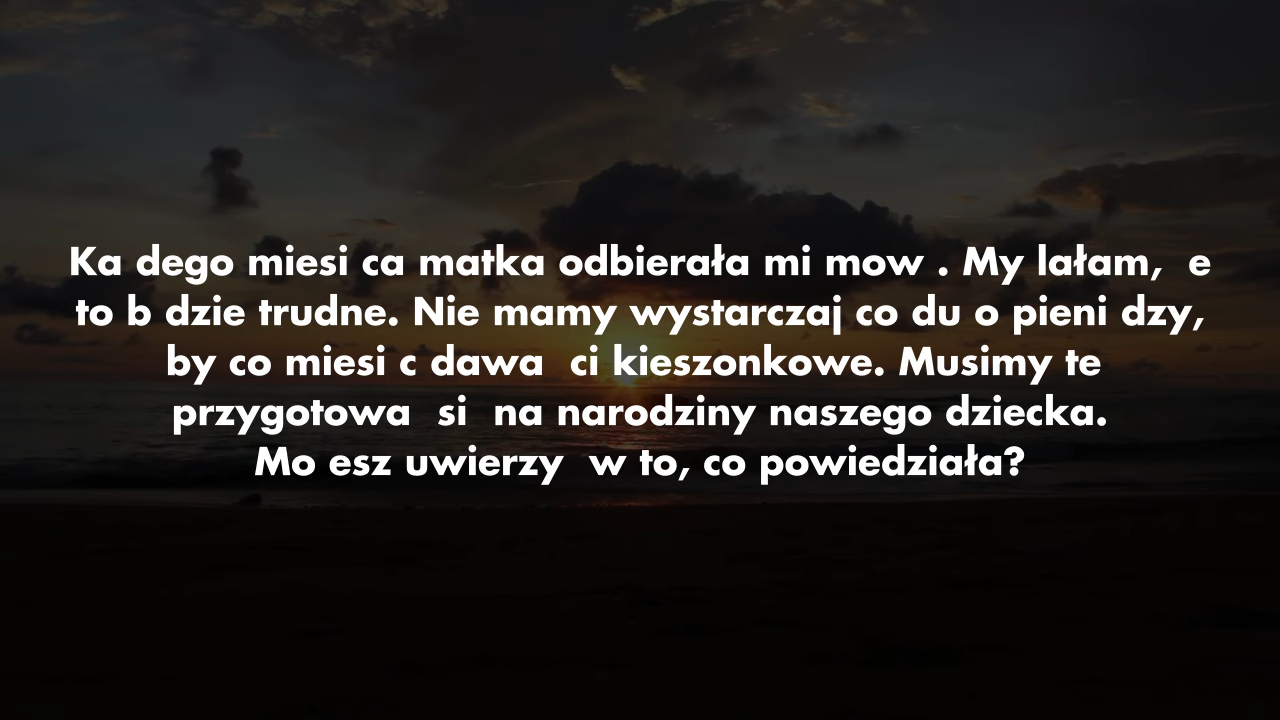 Ka dego miesi ca matka odbierała mi mow . My lałam,  e
to b dzie trudne. Nie mamy wystarczaj co du o pieni dzy,
by co miesi c dawa  ci kieszonkowe. Musimy te
przygotowa  si  na narodziny naszego dziecka.
Mo esz uwierzy  w to, co powiedziała?